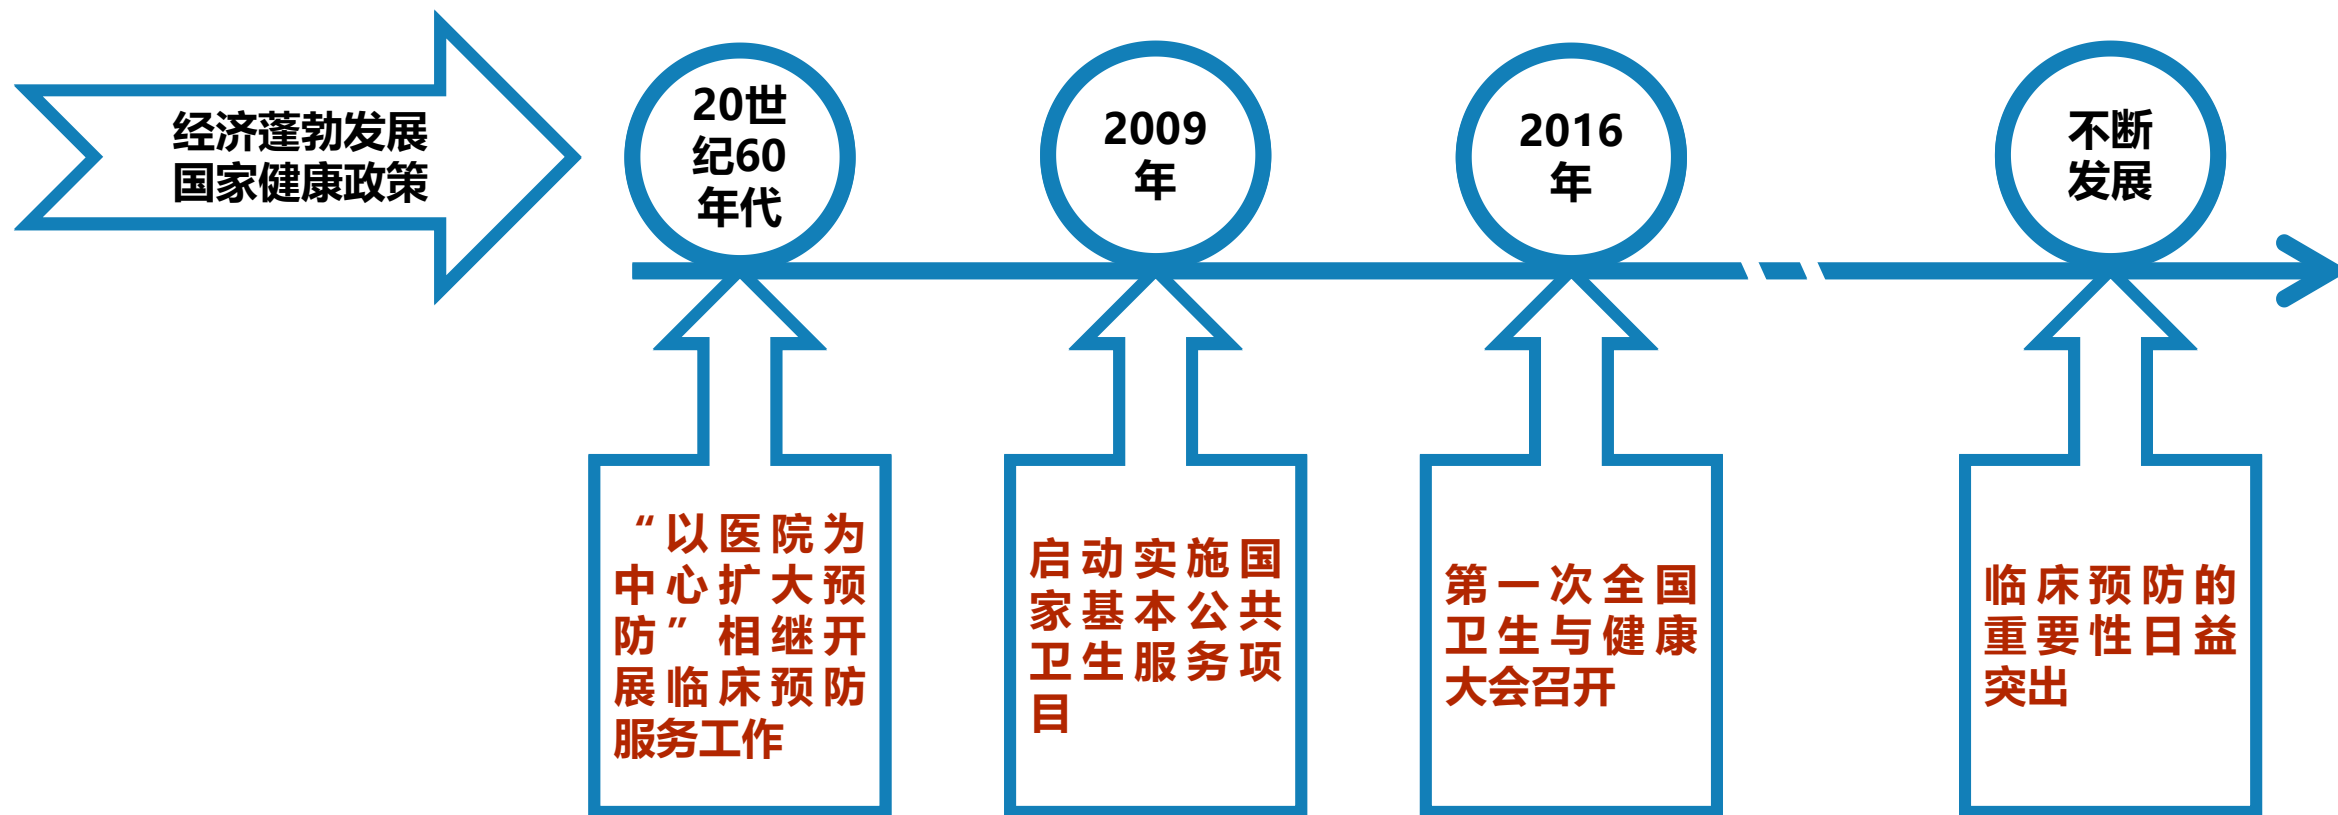 经济蓬勃发展
国家健康政策
20世
纪60
年代
2009
年
2016
年
不断
发展
“以医院为
中心扩大预
防”相继开
展临床预防
服务工作
启动实施国
家基本公共
卫生服务项
目
第一次全国
卫生与健康
大会召开
临床预防的
重要性日益
突出